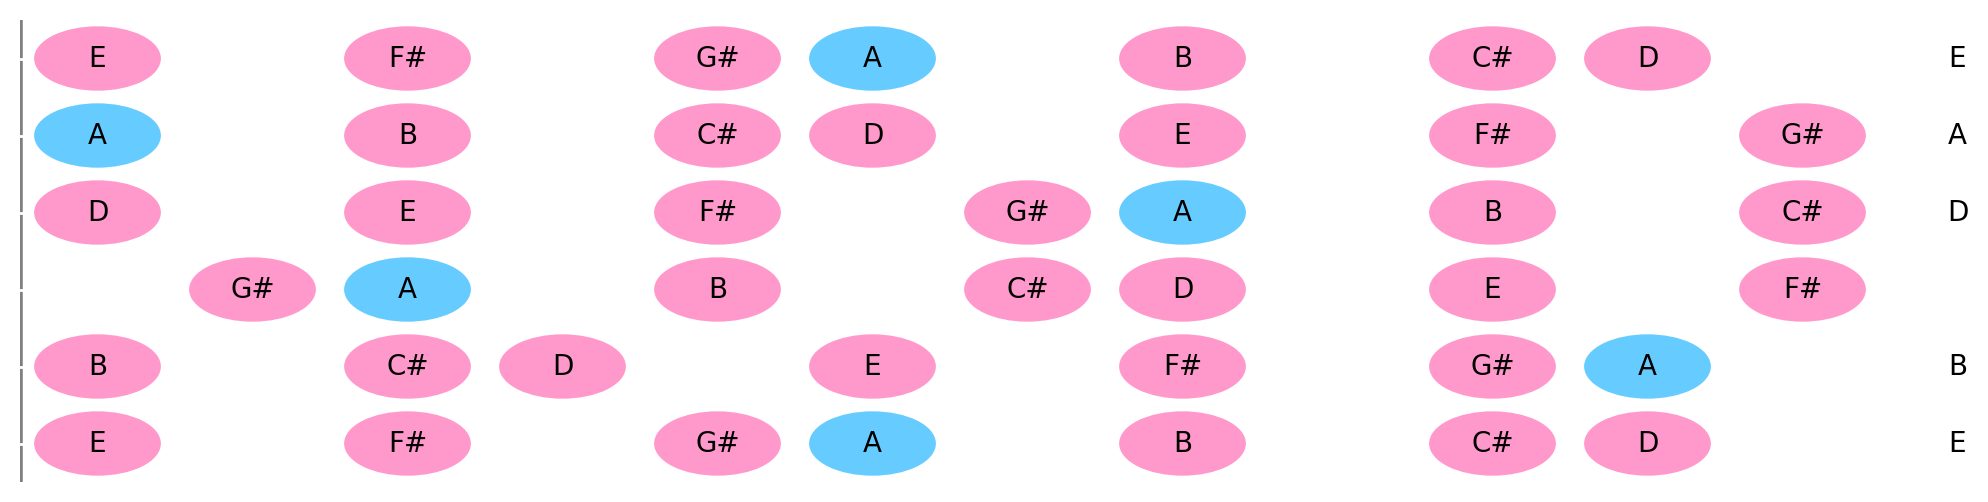 E F# G# A B C# D E
A B C# D E F# G# A
D E F# G# A B C# D
G# A B C# D E F#
B C# D E F# G# A B
E F# G# A B C# D E